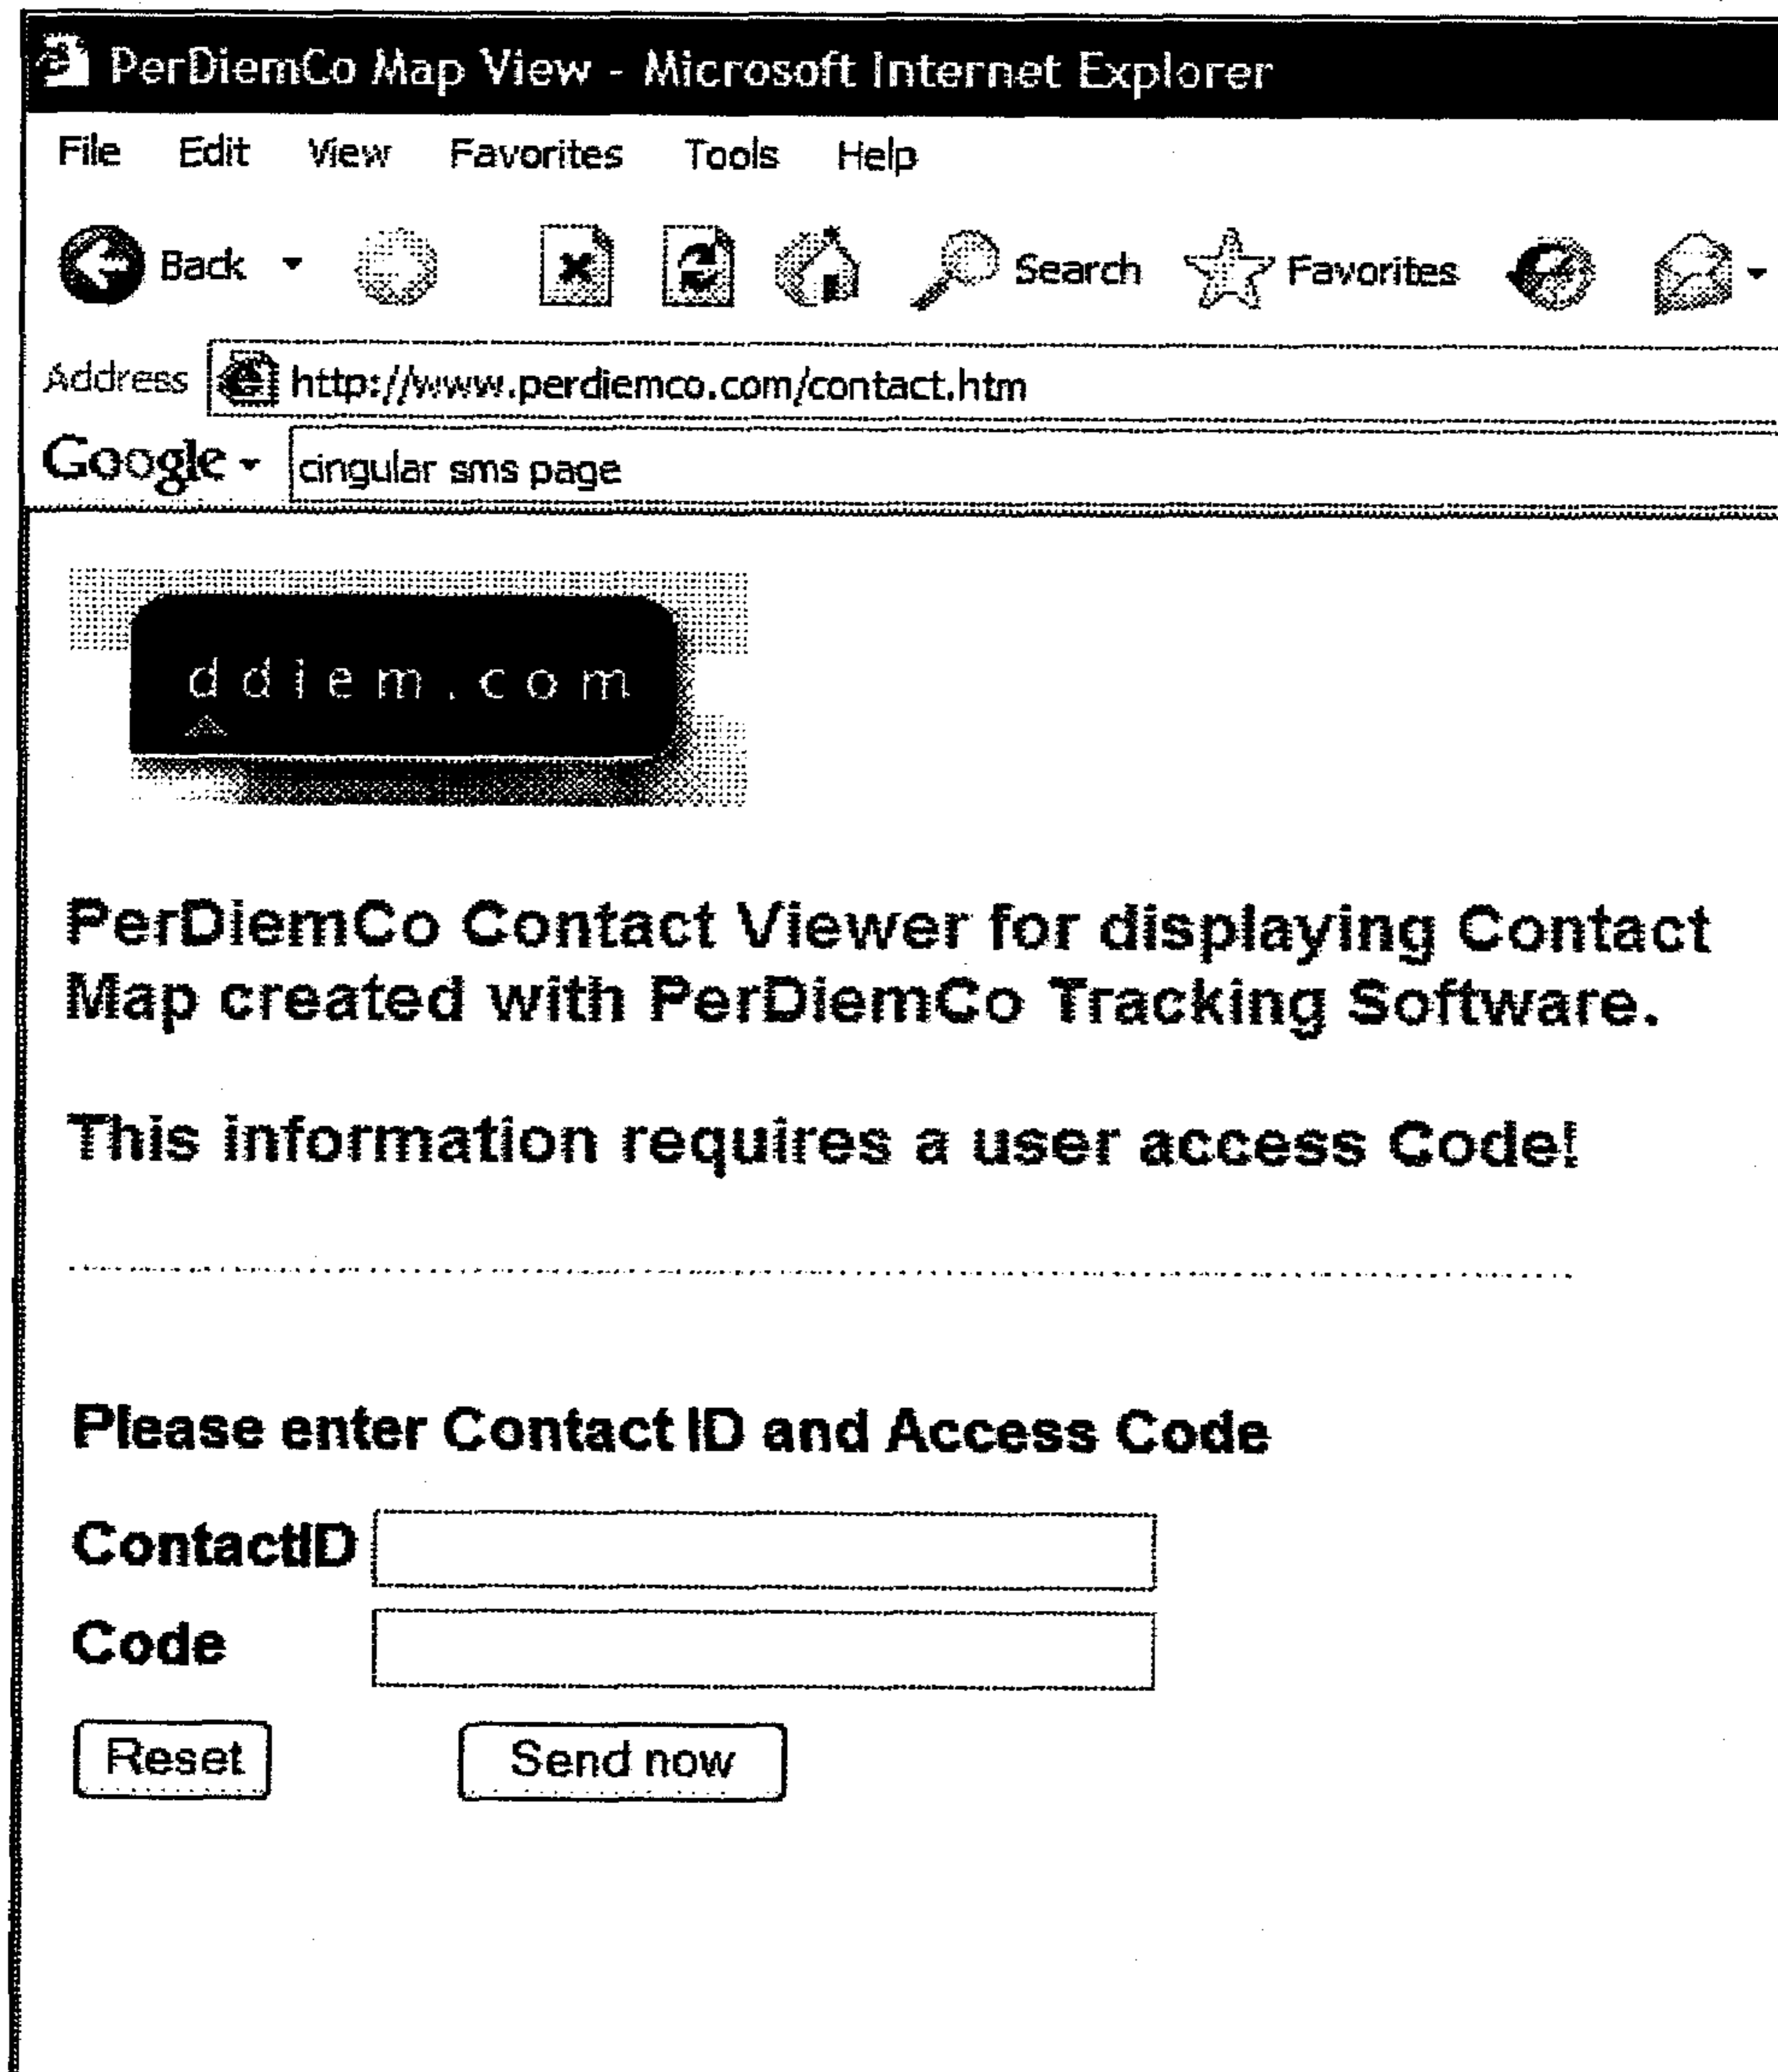 PerDiemCo Map View - Microsoft Internet Explorer
File Edit View Favorites Tools Help
Back Search Favorites
Address http://www.perdiemco.com/contact.htm
Google cingular sms page
ddiem.com
PerDiemCo Contact Viewer for displaying Contact
Map created with PerDiemCo Tracking Software.
This information requires a user access Code!
Please enter Contact ID and Access Code
ContactID
Code
Reset Send now